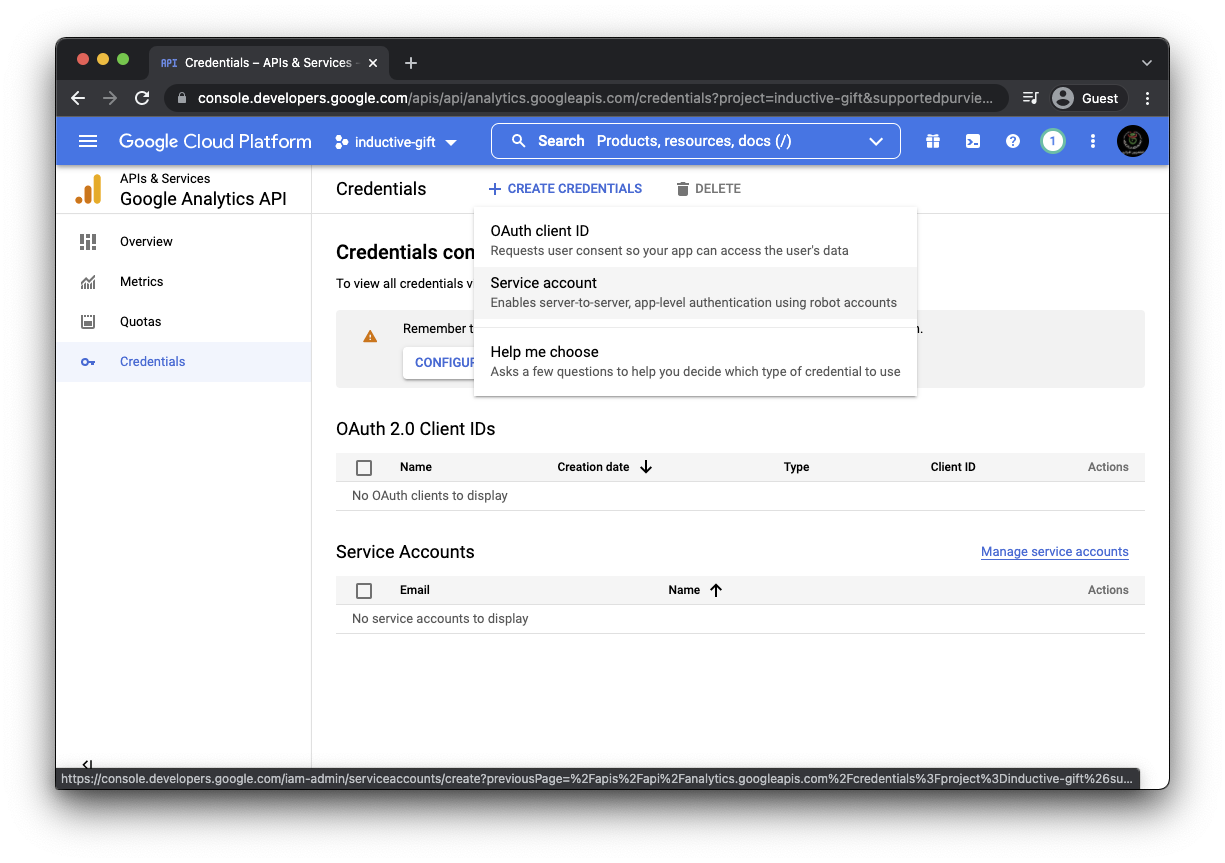 API Credentials – APIs & Services -
console.developers.google.com/apis/api/analytics.googleapis.com/credentials?project=inductive-gift&supportedpurvie...
Guest
Google Cloud Platform
inductive-gift
Search Products, resources, docs (/)
1
APIs & Services
Google Analytics API
Overview
Metrics
Quotas
Credentials
Credentials
+ CREATE CREDENTIALS
DELETE
OAuth client ID
Requests user consent so your app can access the user's data
Service account
Enables server-to-server, app-level authentication using robot accounts
Help me choose
Asks a few questions to help you decide which type of credential to use
Credentials con
To view all credentials v
Remember t
n.
CONFIGUR
OAuth 2.0 Client IDs
Name Creation date Type Client ID Actions
No OAuth clients to display
Service Accounts
Manage service accounts
Email Name Actions
No service accounts to display
https://console.developers.google.com/iam-admin/serviceaccounts/create?previousPage=%2Fapis%2Fapi%2Fanalytics.googleapis.com%2Fcredentials%3Fproject%3Dinductive-gift%26su...